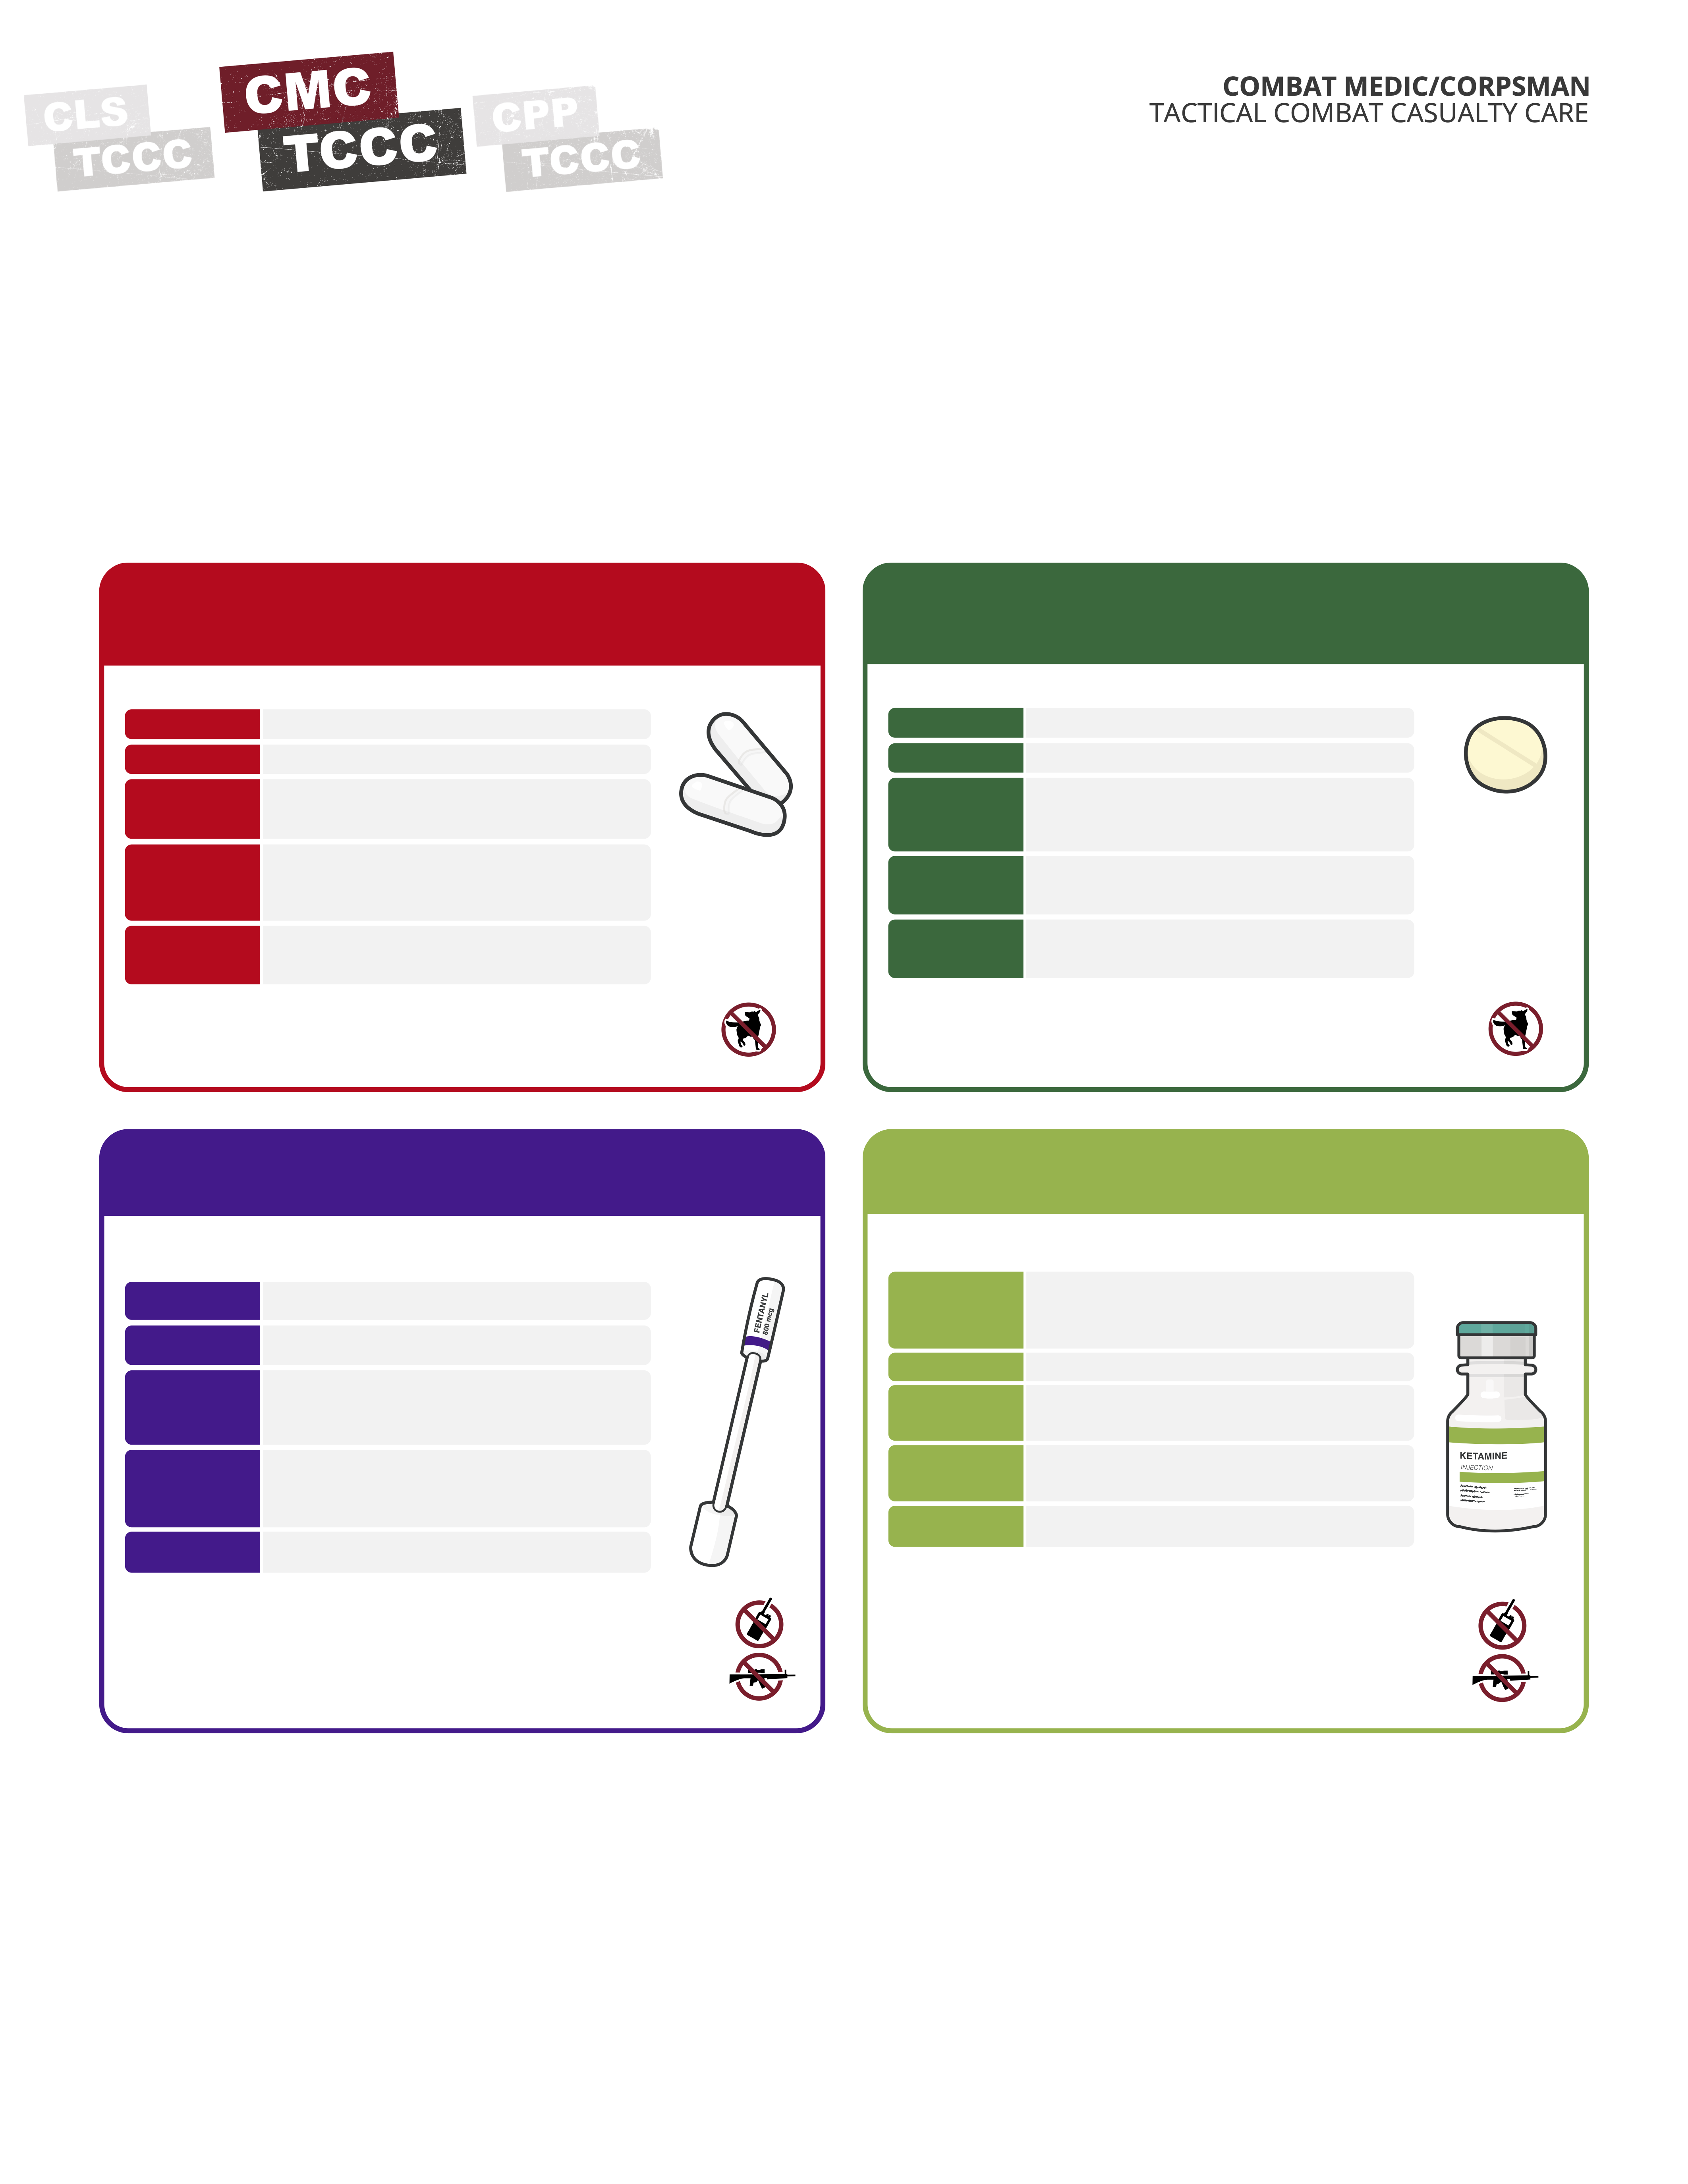 CLS
TCCC
CMC
TCCC
CPP
TCCC
COMBAT MEDIC/CORPSMAN
TACTICAL COMBAT CASUALTY CARE
FENTANYL
800 mcg
KETAMINE
INJECTION